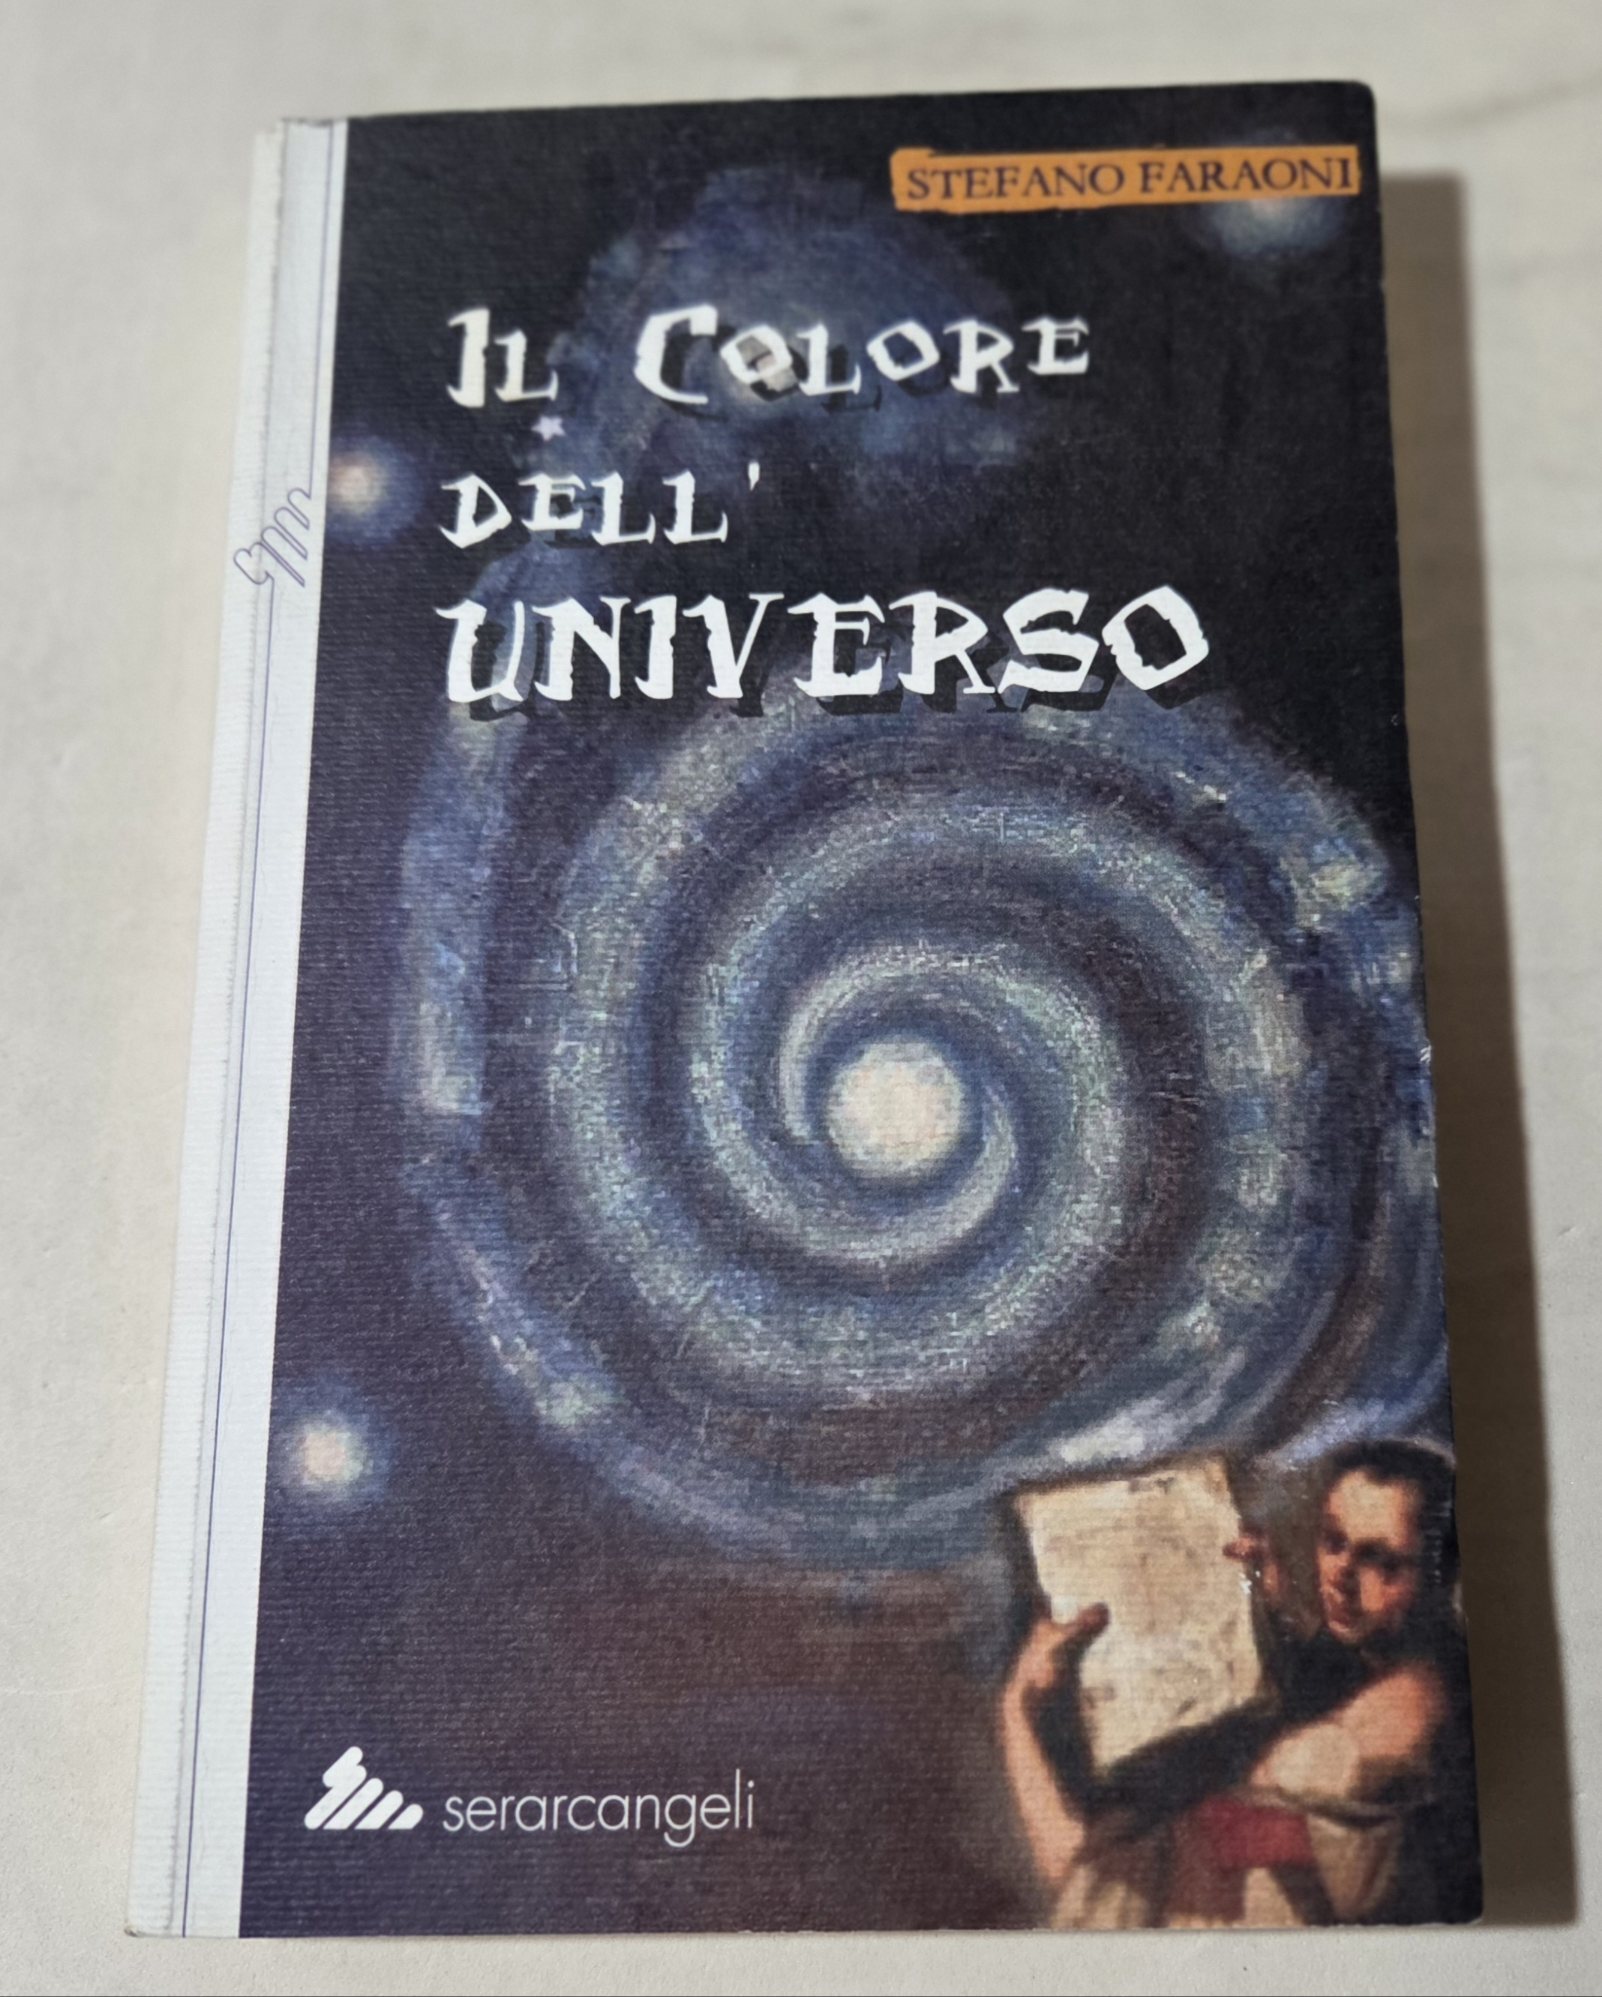 STEFANO FARAONI
IL COLORE
DELL'
UNIVERSO
serarcangeli